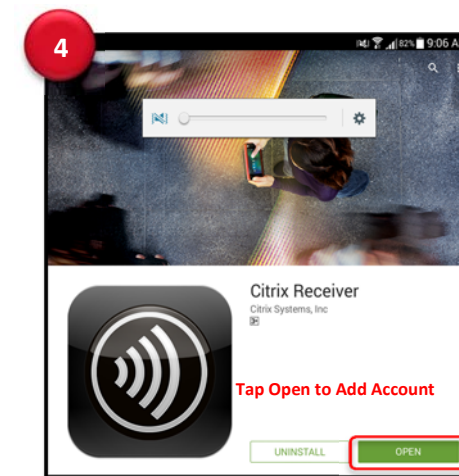 4
82% 9:06 A
Citrix Receiver
Citrix Systems, Inc
Tap Open to Add Account
UNINSTALL
OPEN